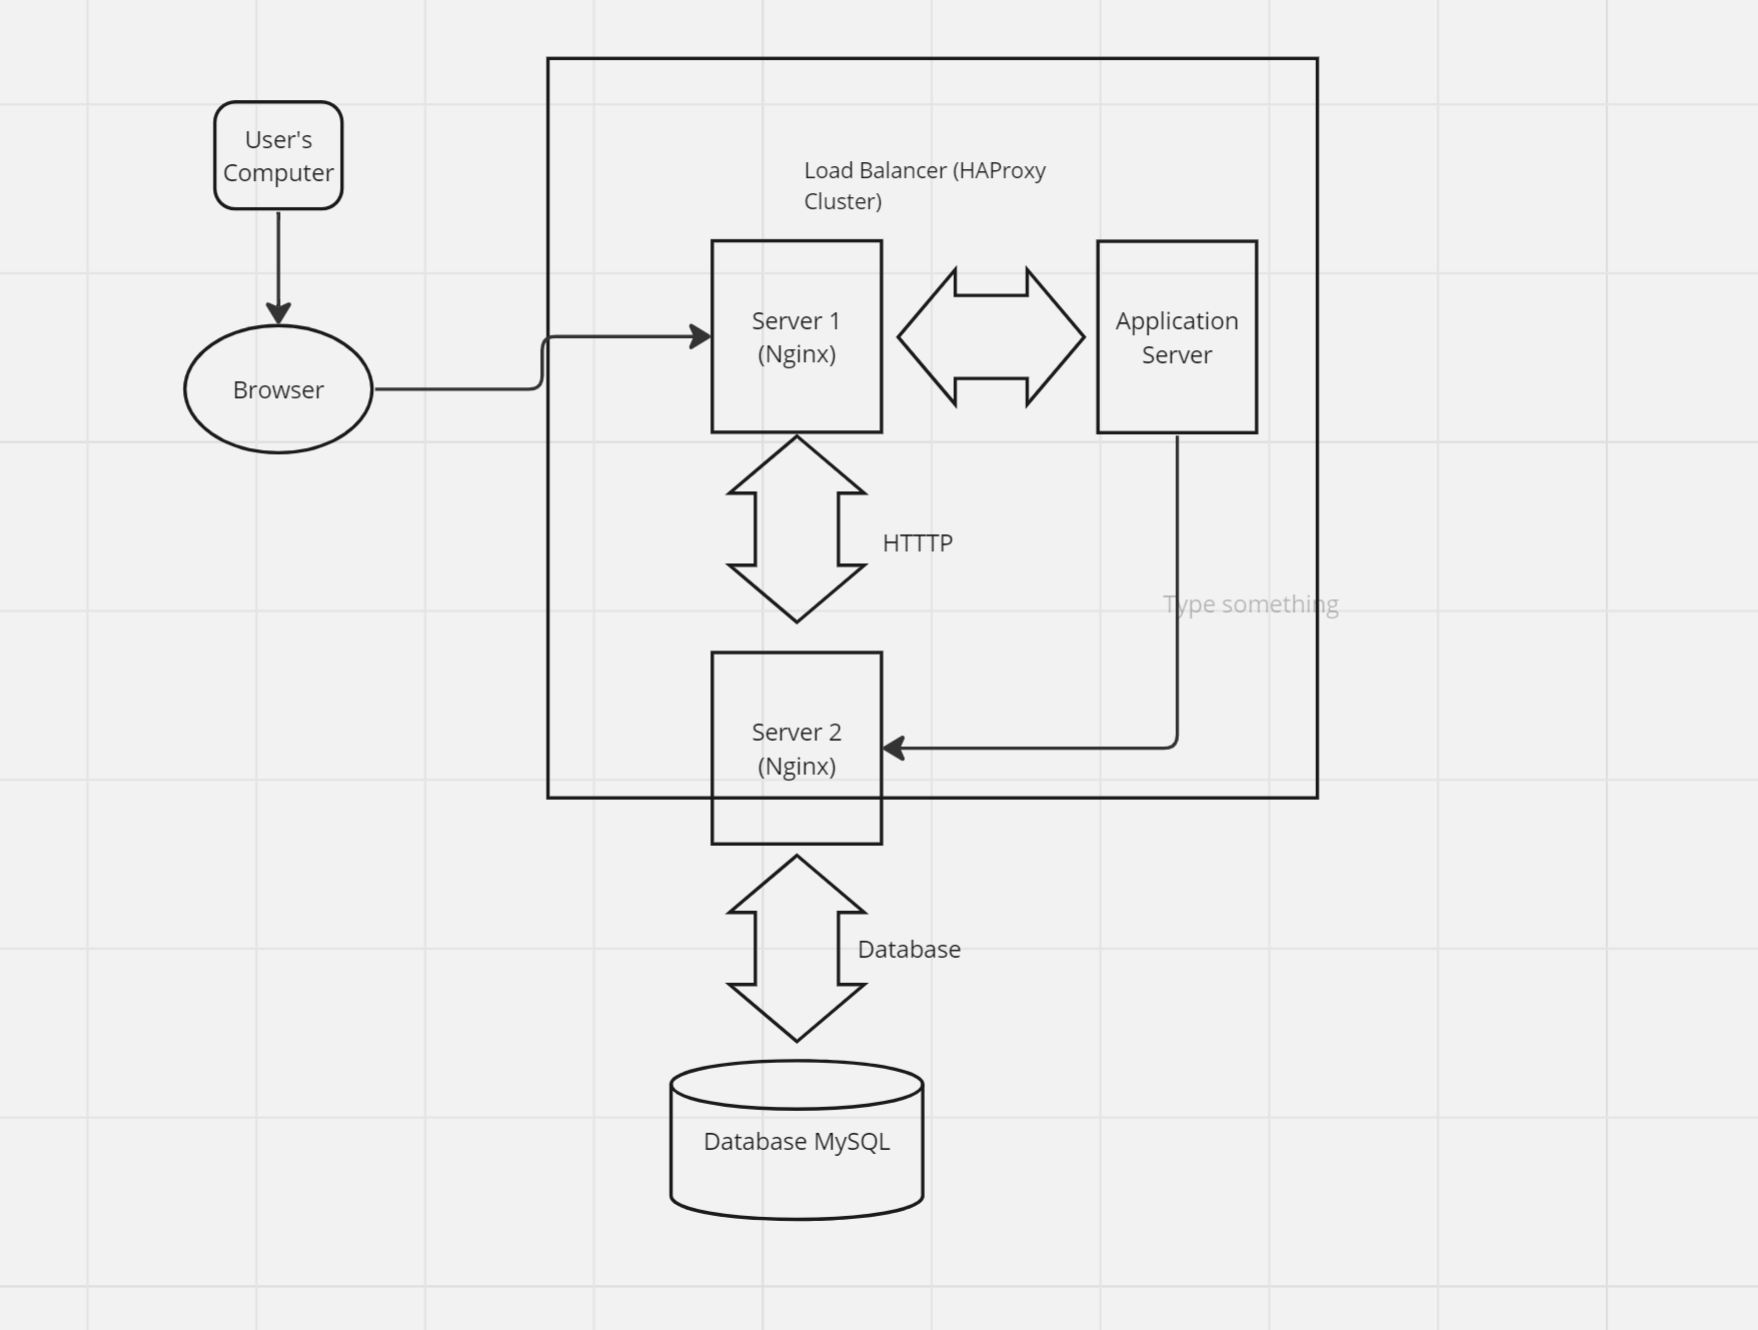 User's
Computer
Load Balancer (HAProxy
Cluster)
Server 1
(Nginx)
Application
Server
Browser
HTTTP
Type something
Server 2
(Nginx)
Database
Database MySQL